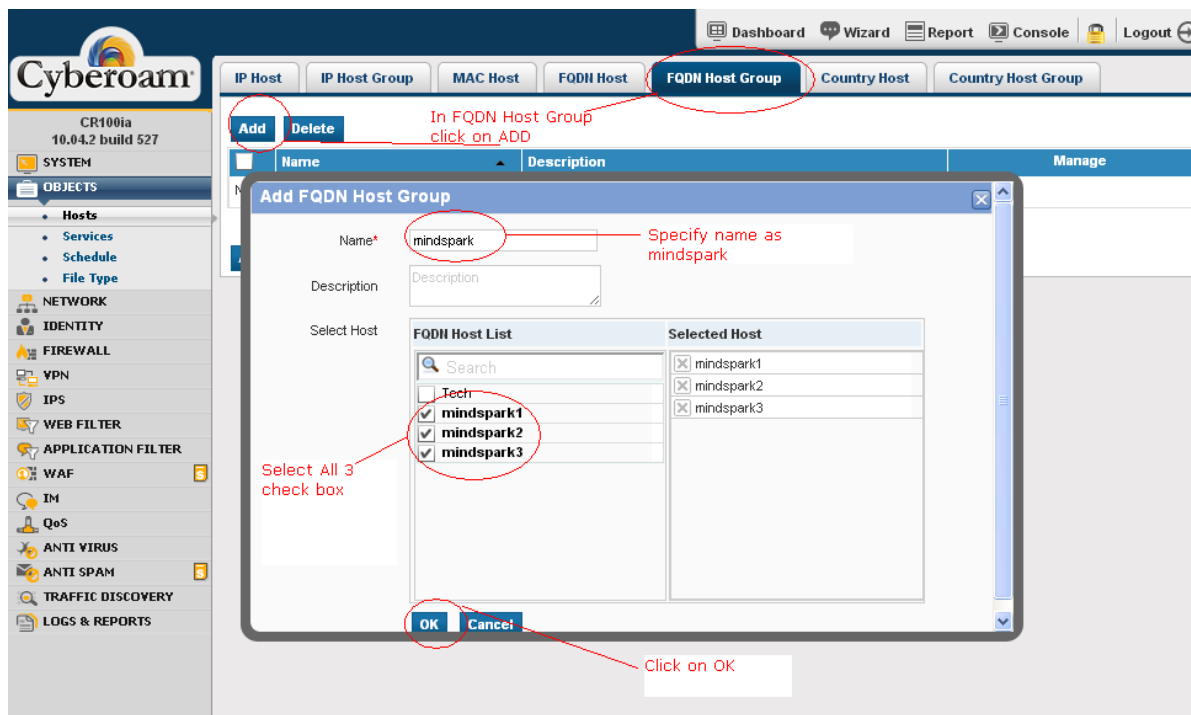 Dashboard Wizard Report Console Logout
Cyberoam
CR100ia
10.04.2 build 527
IP Host IP Host Group MAC Host FQDN Host FQDN Host Group Country Host Country Host Group
In FQDN Host Group
click on ADD
Add Delete
Name Description Manage
SYSTEM
OBJECTS
Hosts
Services
Schedule
File Type
NETWORK
IDENTITY
FIREWALL
VPN
IPS
WEB FILTER
APPLICATION FILTER
WAF
IM
QoS
ANTI VIRUS
ANTI SPAM
TRAFFIC DISCOVERY
LOGS & REPORTS
Add FQDN Host Group
Name* mindspark
Specify name as
mindspark
Description Description
Select Host
FQDN Host List Selected Host
Search
Tech
mindspark1
mindspark2
mindspark3
mindspark1
mindspark2
mindspark3
Select All 3
check box
OK Cancel
Click on OK